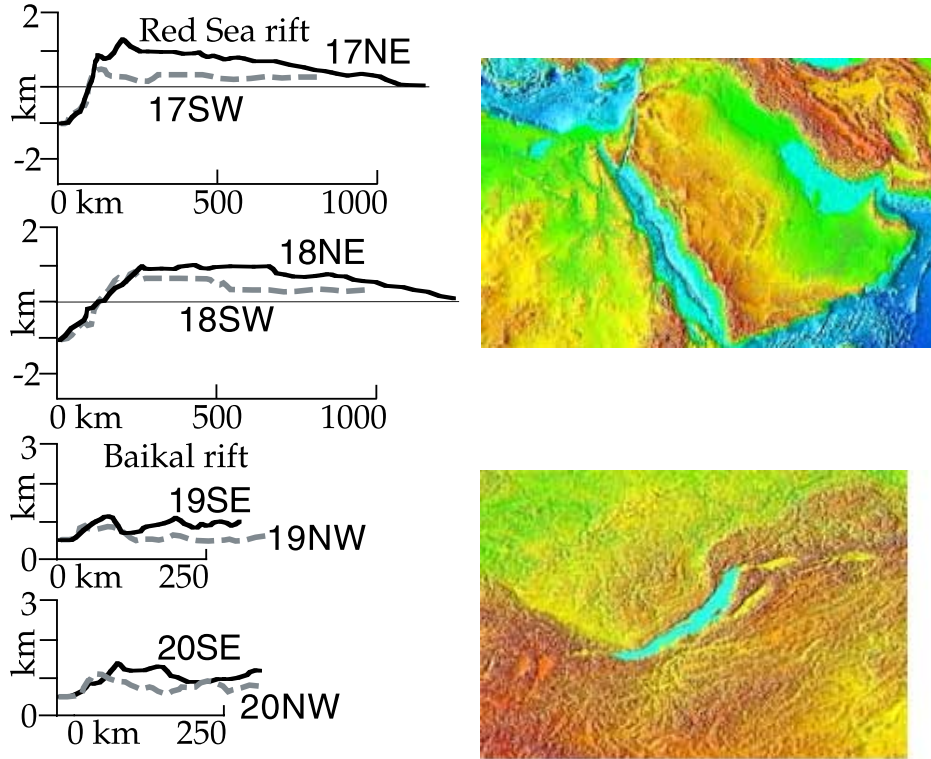 2
Red Sea rift
17NE
km
17SW
-2
0 km 500 1000
2
18NE
km
18SW
-2
0 km 500 1000
3
Baikal rift
km
19SE
19NW
0
0 km 250
3
km
20SE
20NW
0
0 km 250